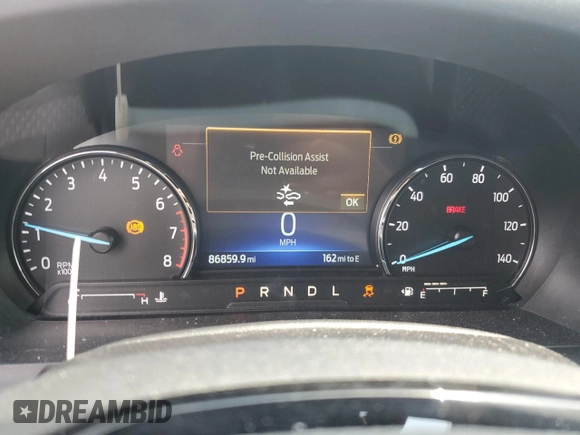 Pre-Collision Assist
Not Available
OK
0
MPH
86859.9 mi
162 mi to E
0
1
2
3
4
5
6
7
8
RPM
ABS
H
P R N D L
0
20
40
60
80
100
120
140
MPH
BRAKE
E
F
DREAMBID